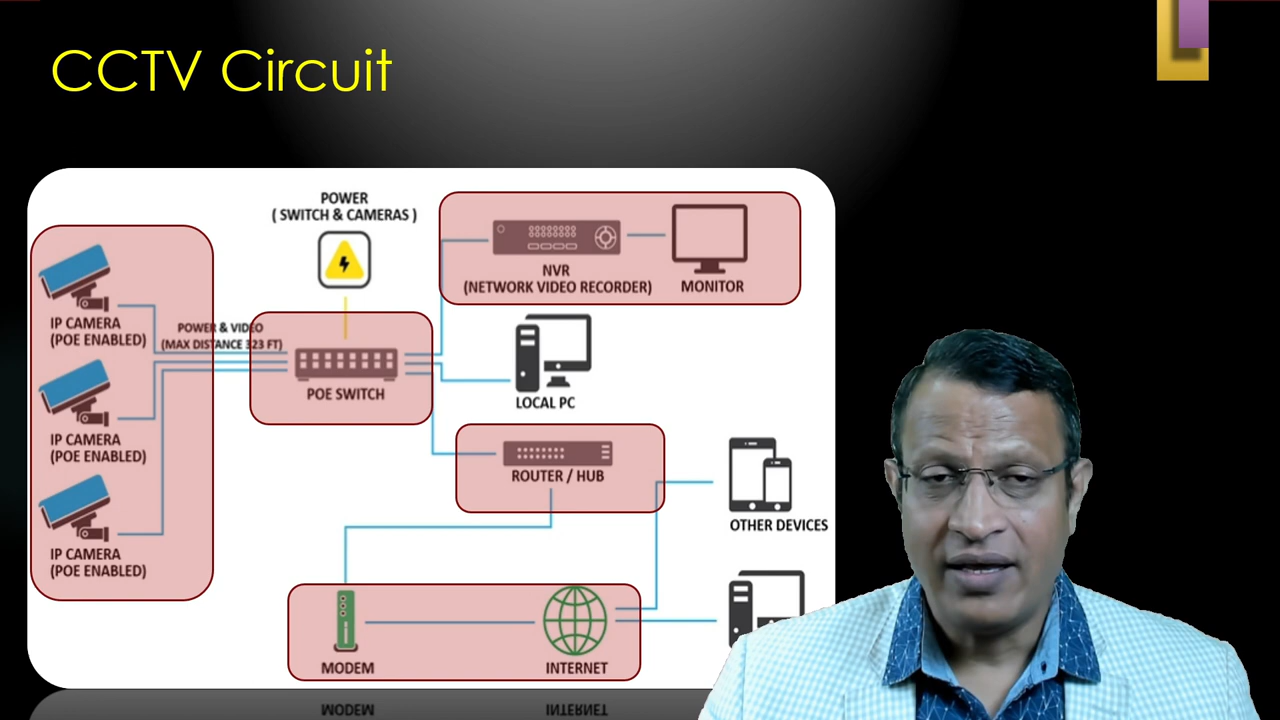 CCTV Circuit
POWER
( SWITCH & CAMERAS )
NVR
(NETWORK VIDEO RECORDER)
MONITOR
IP CAMERA
(POE ENABLED)
POWER & VIDEO
(MAX DISTANCE 323 FT)
POE SWITCH
LOCAL PC
IP CAMERA
(POE ENABLED)
ROUTER / HUB
OTHER DEVICES
IP CAMERA
(POE ENABLED)
MODEM
INTERNET